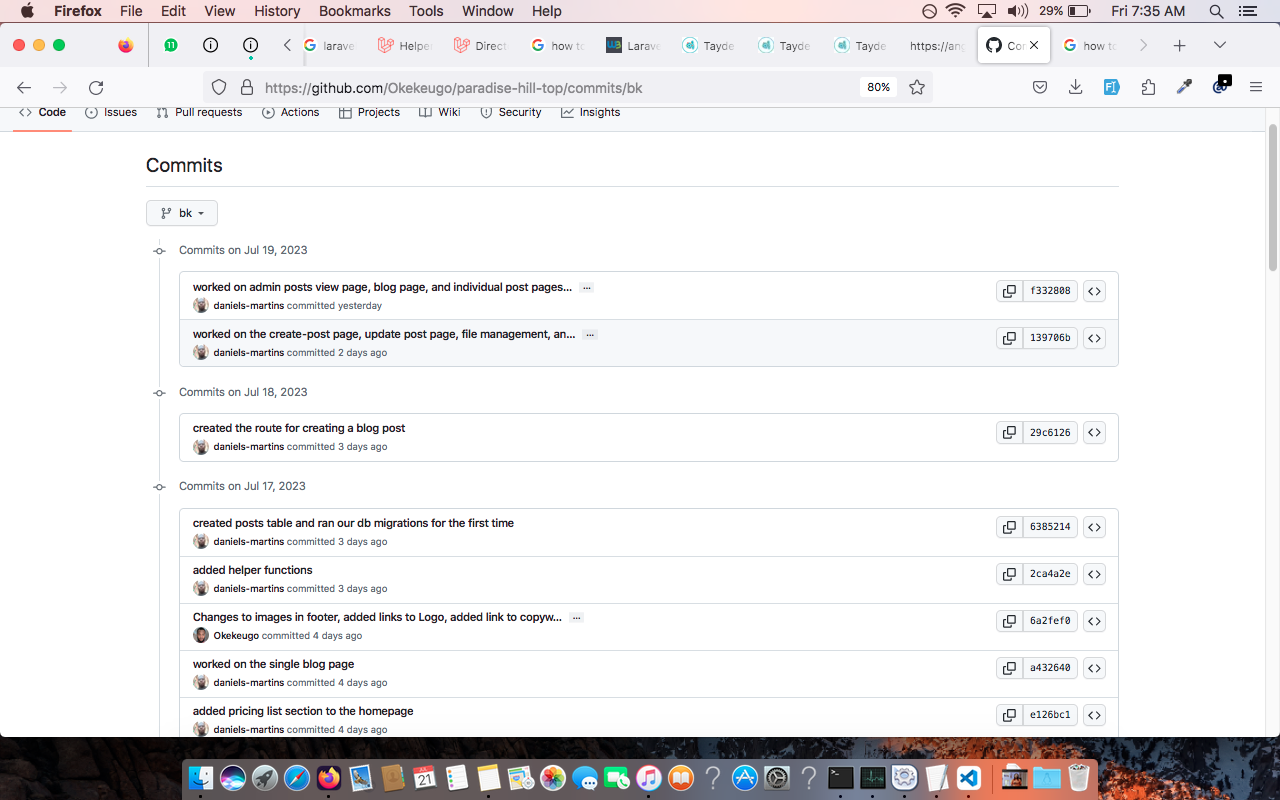 Firefox File Edit View History Bookmarks Tools Window Help 29% Fri 7:35 AM
11 larave Helpe Direct how to Larave Tayde Tayde Tayde https://ang Co how to
https://github.com/Okekeugo/paradise-hill-top/commits/bk 80%
Code Issues Pull requests Actions Projects Wiki Security Insights
Commits
bk
Commits on Jul 19, 2023
worked on admin posts view page, blog page, and individual post pages… …
f332808
daniels-martins committed yesterday
worked on the create-post page, update post page, file management, an… …
139706b
daniels-martins committed 2 days ago
Commits on Jul 18, 2023
created the route for creating a blog post
29c6126
daniels-martins committed 3 days ago
Commits on Jul 17, 2023
created posts table and ran our db migrations for the first time
6385214
daniels-martins committed 3 days ago
added helper functions
2ca4a2e
daniels-martins committed 3 days ago
Changes to images in footer, added links to Logo, added link to copyw… …
6a2fef0
Okekeugo committed 4 days ago
worked on the single blog page
a432640
daniels-martins committed 4 days ago
added pricing list section to the homepage
e126bc1
daniels-martins committed 4 days ago
21